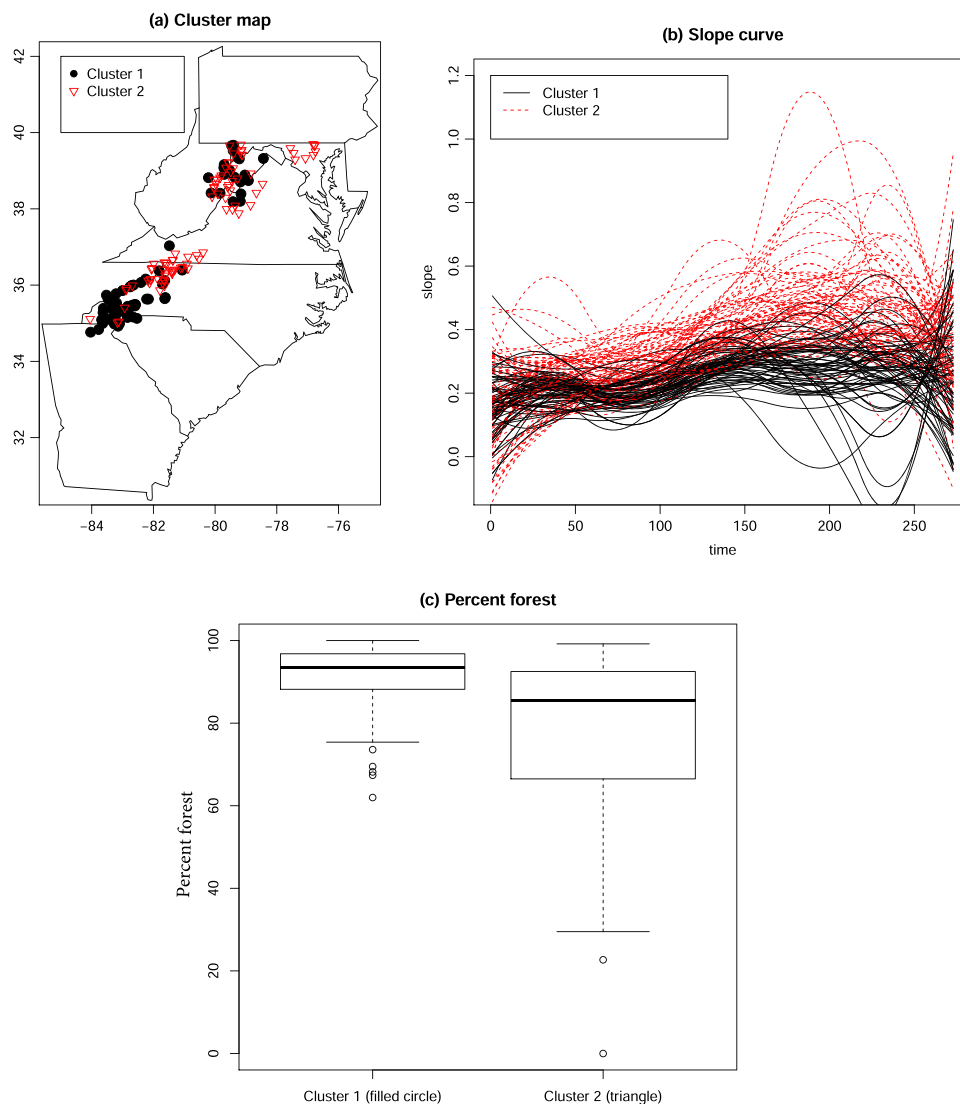 (a) Cluster map
Cluster 1
Cluster 2
42
40
38
36
34
32
−84
−82
−80
−78
−76
(b) Slope curve
Cluster 1
Cluster 2
slope
1.2
1.0
0.8
0.6
0.4
0.2
0.0
0
50
100
150
200
250
time
(c) Percent forest
Percent forest
100
80
60
40
20
0
Cluster 1 (filled circle)
Cluster 2 (triangle)